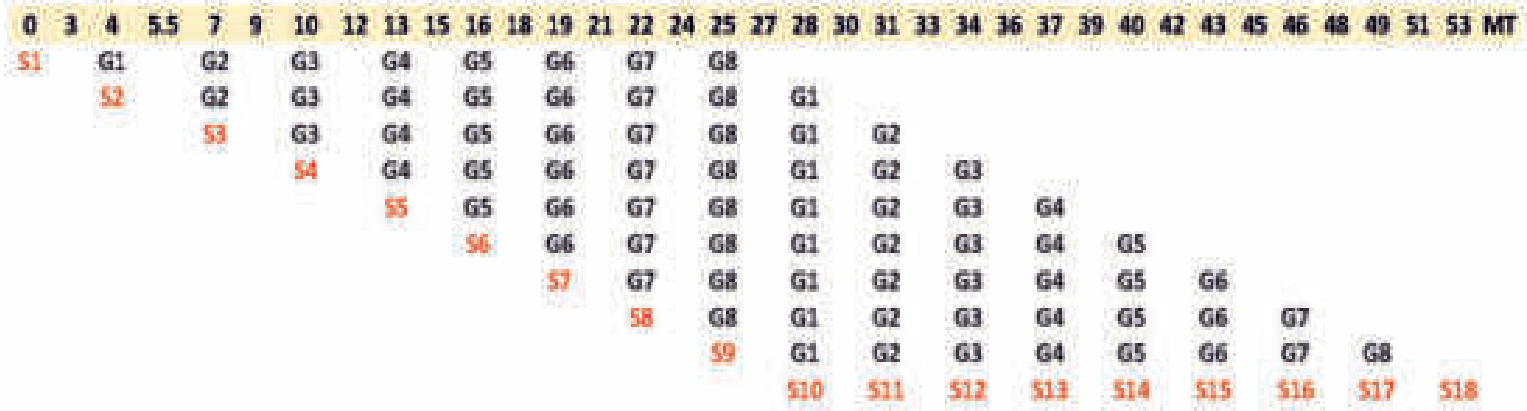 0 3 4 5.5 7 9 10 12 13 15 16 18 19 21 22 24 25 27 28 30 31 33 34 36 37 39 40 42 43 45 46 48 49 51 53 MT
S1 G1 G2 G3 G4 G5 G6 G7 G8
S2 G2 G3 G4 G5 G6 G7 G8 G1
S3 G3 G4 G5 G6 G7 G8 G1 G2
S4 G4 G5 G6 G7 G8 G1 G2 G3
S5 G5 G6 G7 G8 G1 G2 G3 G4
S6 G6 G7 G8 G1 G2 G3 G4 G5
S7 G7 G8 G1 G2 G3 G4 G5 G6
S8 G8 G1 G2 G3 G4 G5 G6 G7
S9 G1 G2 G3 G4 G5 G6 G7 G8
S10 S11 S12 S13 S14 S15 S16 S17 S18